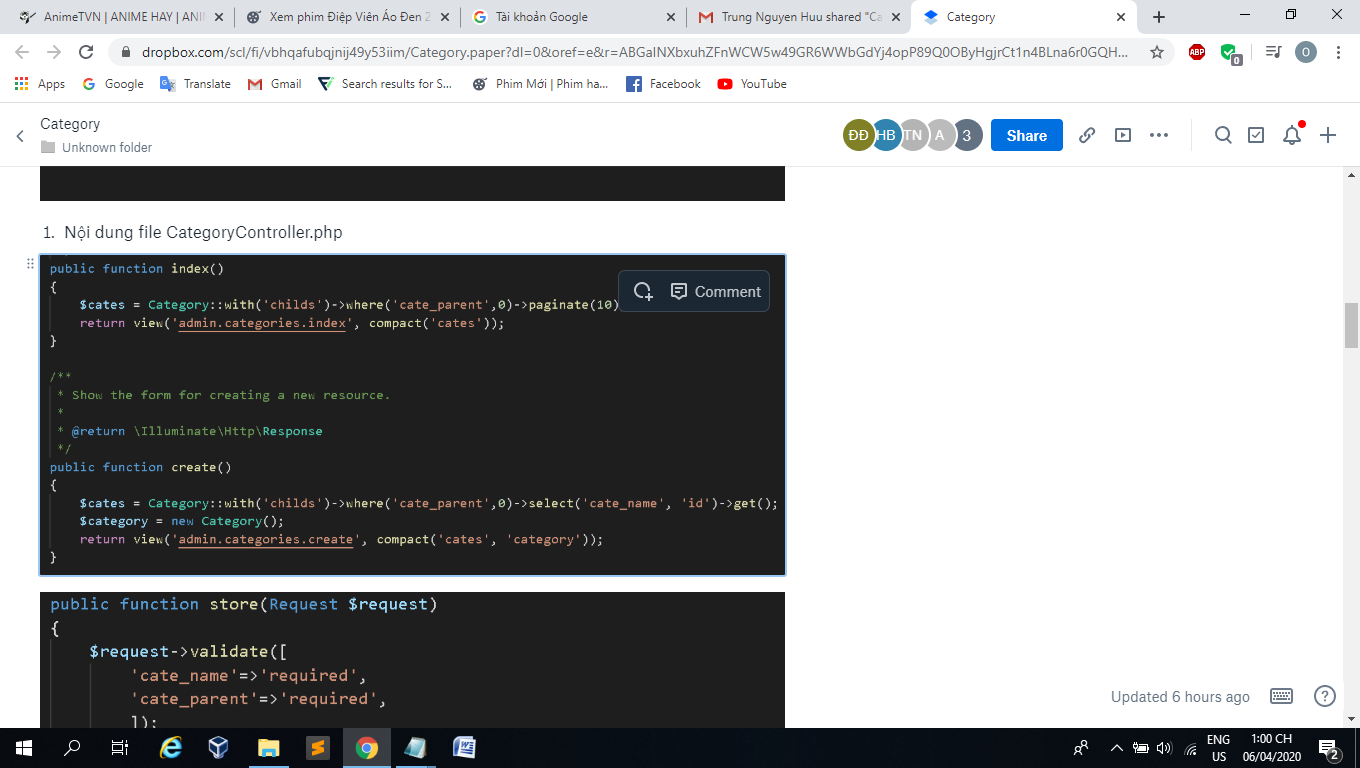 AnimeTVN | ANIME HAY | ANI
Xem phim Điệp Viên Áo Đen 2
Tài khoản Google
Trung Nguyen Huu shared "Ca
Category
dropbox.com/scl/fi/vbhqafubqjnij49y53iim/Category.paper?dl=0&oref=e&r=ABGaINXbxuhZFnWCW5w49GR6WWbGdYj4opP89Q0OByHgjrCt1n4BLna6r0GQH...
ABP
0
O
Apps
Google
Translate
Gmail
Search results for S...
Phim Mới | Phim ha...
Facebook
YouTube
Category
Unknown folder
ĐĐ
HB
TN
A
3
Share
1. Nội dung file CategoryController.php
public function index()
{
$cates = Category::with('childs')->where('cate_parent',0)->paginate(10)
Comment
return view('admin.categories.index', compact('cates'));
}
/**
* Show the form for creating a new resource.
*
* @return \Illuminate\Http\Response
*/
public function create()
{
$cates = Category::with('childs')->where('cate_parent',0)->select('cate_name', 'id')->get();
$category = new Category();
return view('admin.categories.create', compact('cates', 'category'));
}
public function store(Request $request)
{
$request->validate([
'cate_name'=>'required',
'cate_parent'=>'required',
]);
Updated 6 hours ago
?
ENG
US
1:00 CH
06/04/2020
2